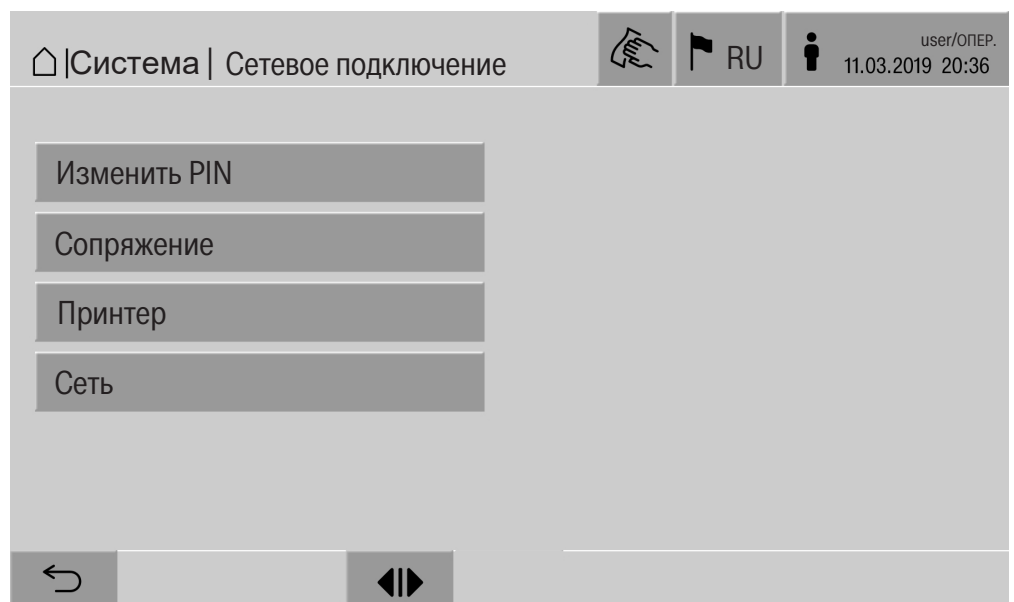 |Система| Сетевое подключение
RU
user/ОПЕР.
11.03.2019 20:36
Изменить PIN
Сопряжение
Принтер
Сеть